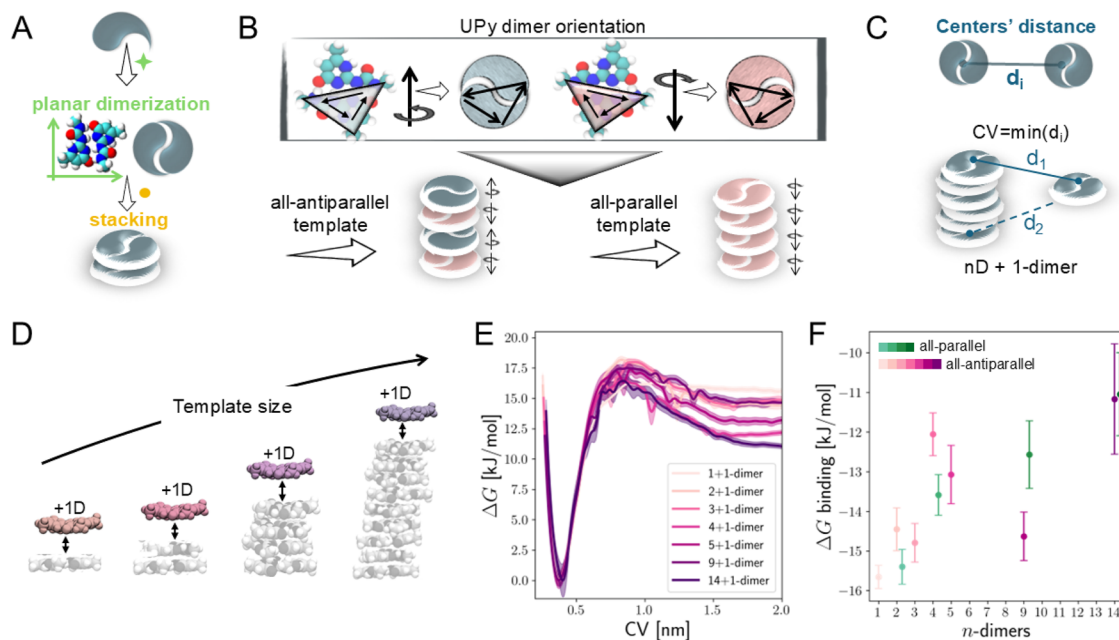 A
planar dimerization
stacking
B
UPy dimer orientation
all-antiparallel
template
all-parallel
template
C
Centers' distance
dᵢ
CV=min(dᵢ)
d₁
d₂
nD + 1-dimer
D
Template size
+1D
+1D
+1D
+1D
E
20.0
17.5
15.0
12.5
10.0
7.5
5.0
2.5
0.0
ΔG [kJ/mol]
0.5
1.0
1.5
2.0
CV [nm]
1+1-dimer
2+1-dimer
3+1-dimer
4+1-dimer
5+1-dimer
9+1-dimer
14+1-dimer
F
all-parallel
all-antiparallel
−10
−11
−12
−13
−14
−15
−16
ΔG binding [kJ/mol]
1 2 3 4 5 6 7 8 9 10 11 12 13 14
n-dimers